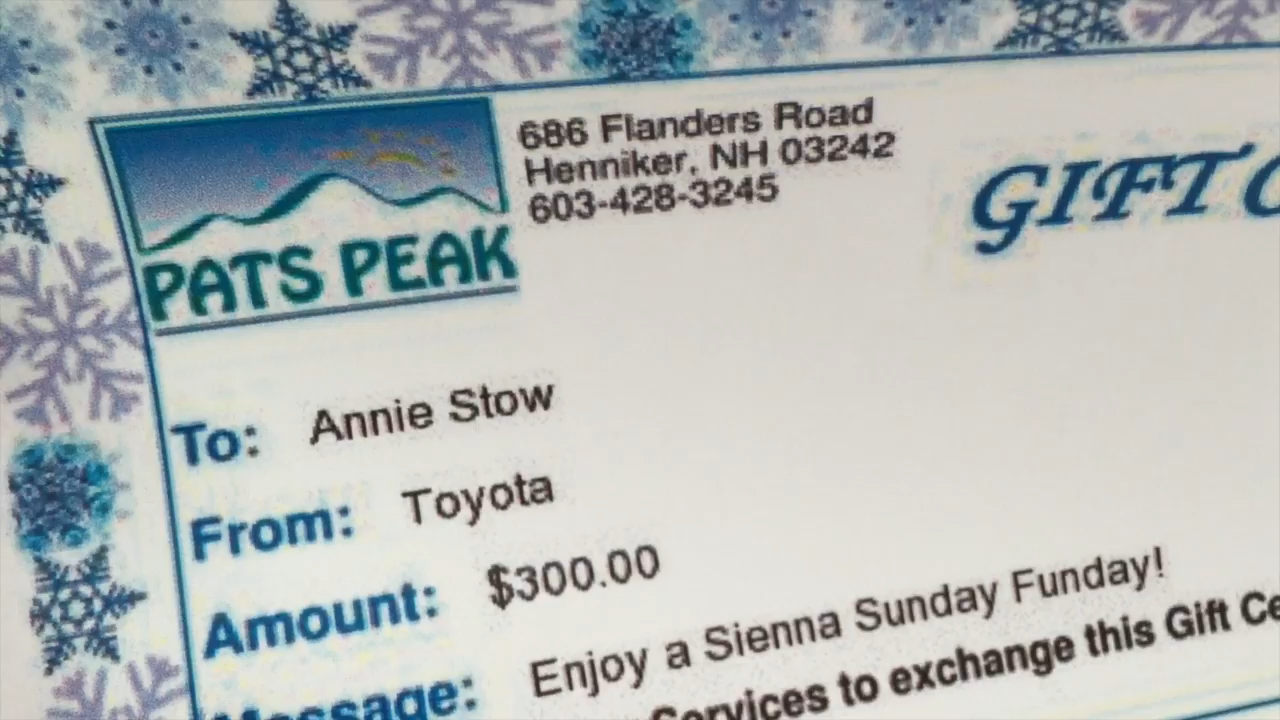 686 Flanders Road
Henniker, NH 03242
603-428-3245
GIFT
PATS PEAK
To: Annie Stow
From: Toyota
Amount: $300.00
Message: Enjoy a Sienna Sunday Funday!
Services to exchange this Gift